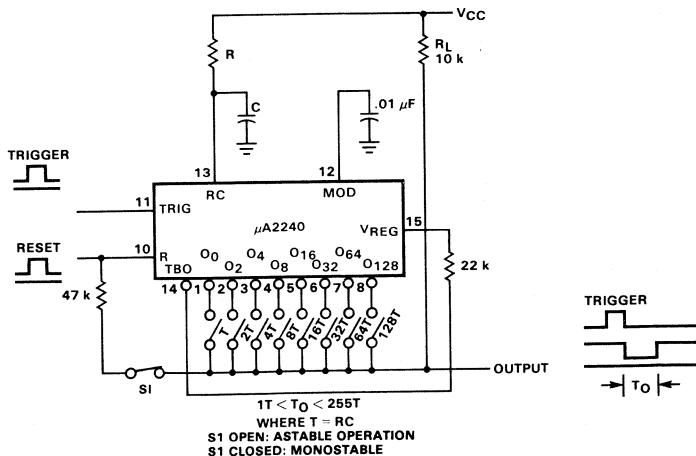 VCC
R
RL
10 k
C
.01 µF
TRIGGER
13
12
RC
MOD
11
TRIG
µA2240
VREG
15
RESET
10
R
O0
O4
O16
O64
TBO
O2
O8
O32
O128
22 k
14
1
2
3
4
5
6
7
8
47 k
T
2T
4T
8T
16T
32T
64T
128T
TRIGGER
SI
OUTPUT
TO
1T < TO < 255T
WHERE T = RC
S1 OPEN: ASTABLE OPERATION
S1 CLOSED: MONOSTABLE